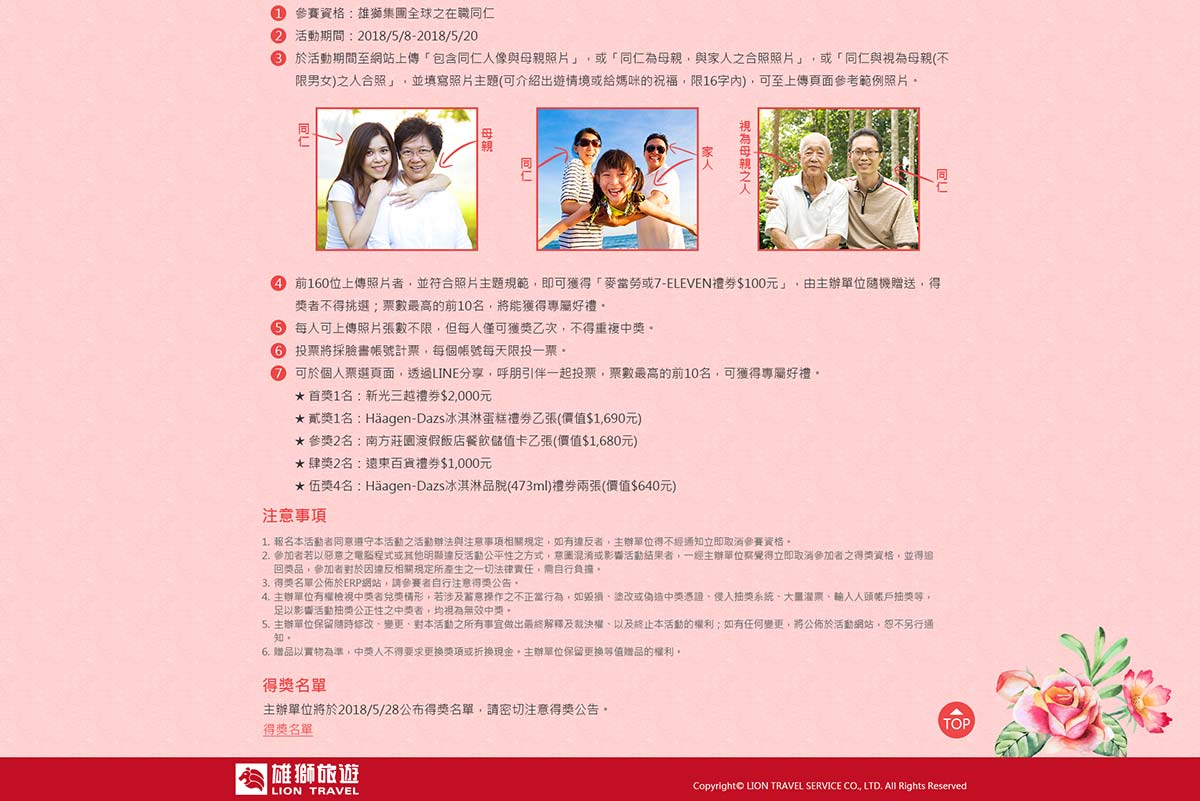 1 參賽資格：雄獅集團全球之在職同仁
2 活動期間：2018/5/8-2018/5/20
3 於活動期間至網站上傳「包含同仁人像與母親照片」，或「同仁為母親，與家人之合照照片」，或「同仁與視為母親(不
限男女)之人合照」，並填寫照片主題(可介紹出遊情境或給媽咪的祝福，限16字內)，可至上傳頁面參考範例照片。
同仁
母親
同仁
家人
視為母親之人
同仁
4 前160位上傳照片者，並符合照片主題規範，即可獲得「麥當勞或7-ELEVEN禮券$100元」，由主辦單位隨機贈送，得
獎者不得挑選；票數最高的前10名，將能獲得專屬好禮。
5 每人可上傳照片張數不限，但每人僅可獲獎乙次，不得重複中獎。
6 投票將採臉書帳號計票，每個帳號每天限投一票。
7 可於個人票選頁面，透過LINE分享，呼朋引伴一起投票，票數最高的前10名，可獲得專屬好禮。
★ 首獎1名：新光三越禮券$2,000元
★ 貳獎1名：Häagen-Dazs冰淇淋蛋糕禮券乙張(價值$1,690元)
★ 參獎2名：南方莊園渡假飯店餐飲儲值卡乙張(價值$1,680元)
★ 肆獎2名：遠東百貨禮券$1,000元
★ 伍獎4名：Häagen-Dazs冰淇淋品脫(473ml)禮券兩張(價值$640元)
注意事項
1. 報名本活動者同意遵守本活動之活動辦法與注意事項相關規定，如有違反者，主辦單位得不經通知立即取消參賽資格。
2. 參加者若以惡意之電腦程式或其他明顯違反活動公平性之方式，意圖混淆或影響活動結果者，一經主辦單位察覺得立即取消參加者之得獎資格，並得追
回獎品，參加者對於因違反相關規定所產生之一切法律責任，需自行負擔。
3. 得獎名單公佈於ERP網站，請參賽者自行注意得獎公告。
4. 主辦單位有權檢視中獎者兌獎情形，若涉及蓄意操作之不正當行為，如毀損、塗改或偽造中獎憑證、侵入抽獎系統、大量灌票、輸入人頭帳戶抽獎等，
足以影響活動抽獎公正性之中獎者，均視為無效中獎。
5. 主辦單位保留隨時修改、變更、對本活動之所有事宜做出最終解釋及裁決權、以及終止本活動的權利；如有任何變更，將公佈於活動網站，恕不另行通
知。
6. 贈品以實物為準，中獎人不得要求更換獎項或折換現金。主辦單位保留更換等值贈品的權利。
得獎名單
主辦單位將於2018/5/28公布得獎名單，請密切注意得獎公告。
得獎名單
TOP
雄獅旅遊
LION TRAVEL
Copyright© LION TRAVEL SERVICE CO., LTD. All Rights Reserved